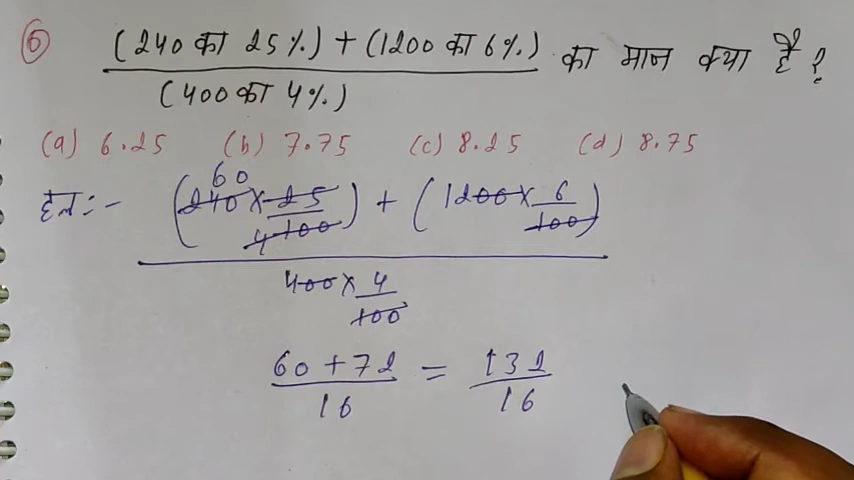 6 (240 का 25%) + (1200 का 6%) का मान क्या है?
(400 का 4%)
(a) 6.25 (b) 7.75 (c) 8.25 (d) 8.75
60
हल:- (240 × 25) + (1200 × 6)
4 100 100
400 × 4
100
60 + 72 = 132
16 16